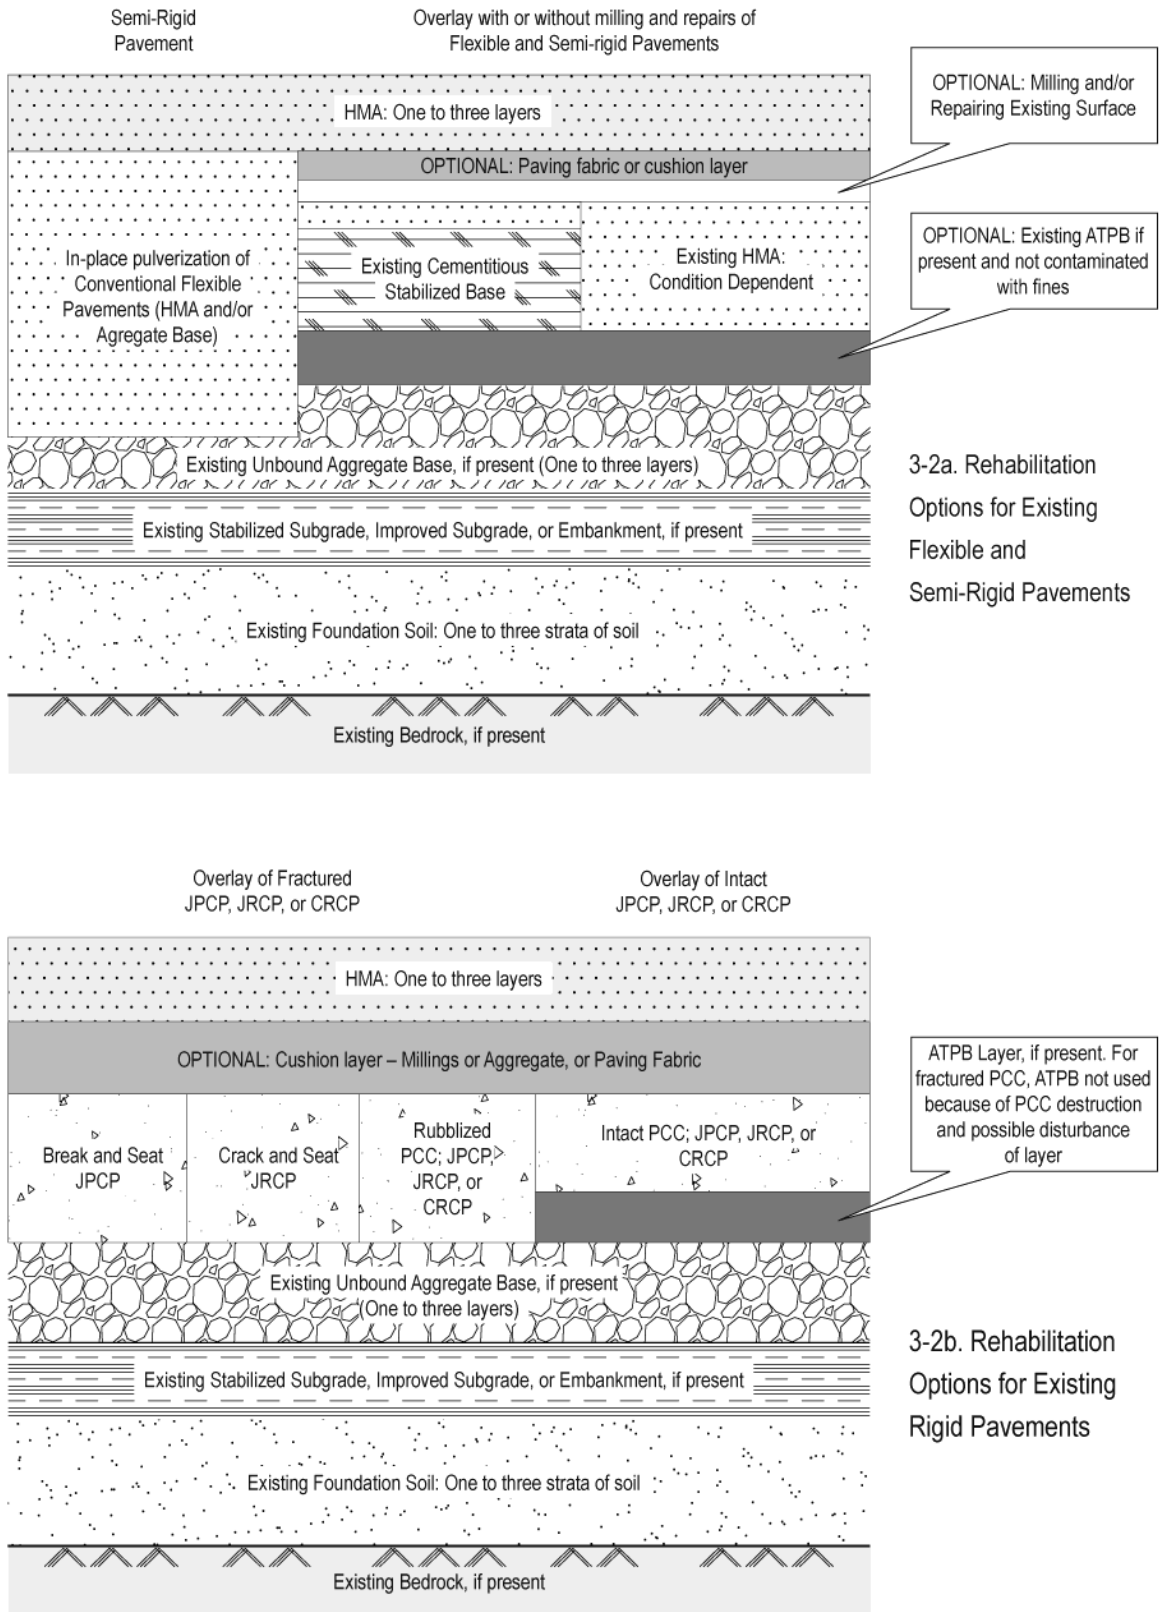 Semi-Rigid
Pavement
Overlay with or without milling and repairs of
Flexible and Semi-rigid Pavements
OPTIONAL: Milling and/or
Repairing Existing Surface
HMA: One to three layers
OPTIONAL: Paving fabric or cushion layer
OPTIONAL: Existing ATPB if
present and not contaminated
with fines
In-place pulverization of
Conventional Flexible
Pavements (HMA and/or
Agregate Base)
Existing Cementitious
Stabilized Base
Existing HMA:
Condition Dependent
Existing Unbound Aggregate Base, if present (One to three layers)
Existing Stabilized Subgrade, Improved Subgrade, or Embankment, if present
Existing Foundation Soil: One to three strata of soil
Existing Bedrock, if present
3-2a. Rehabilitation
Options for Existing
Flexible and
Semi-Rigid Pavements
Overlay of Fractured
JPCP, JRCP, or CRCP
Overlay of Intact
JPCP, JRCP, or CRCP
HMA: One to three layers
OPTIONAL: Cushion layer – Millings or Aggregate, or Paving Fabric
ATPB Layer, if present. For
fractured PCC, ATPB not used
because of PCC destruction
and possible disturbance
of layer
Break and Seat
JPCP
Crack and Seat
JRCP
Rubblized
PCC; JPCP,
JRCP, or
CRCP
Intact PCC; JPCP, JRCP, or
CRCP
Existing Unbound Aggregate Base, if present
(One to three layers)
Existing Stabilized Subgrade, Improved Subgrade, or Embankment, if present
Existing Foundation Soil: One to three strata of soil
Existing Bedrock, if present
3-2b. Rehabilitation
Options for Existing
Rigid Pavements